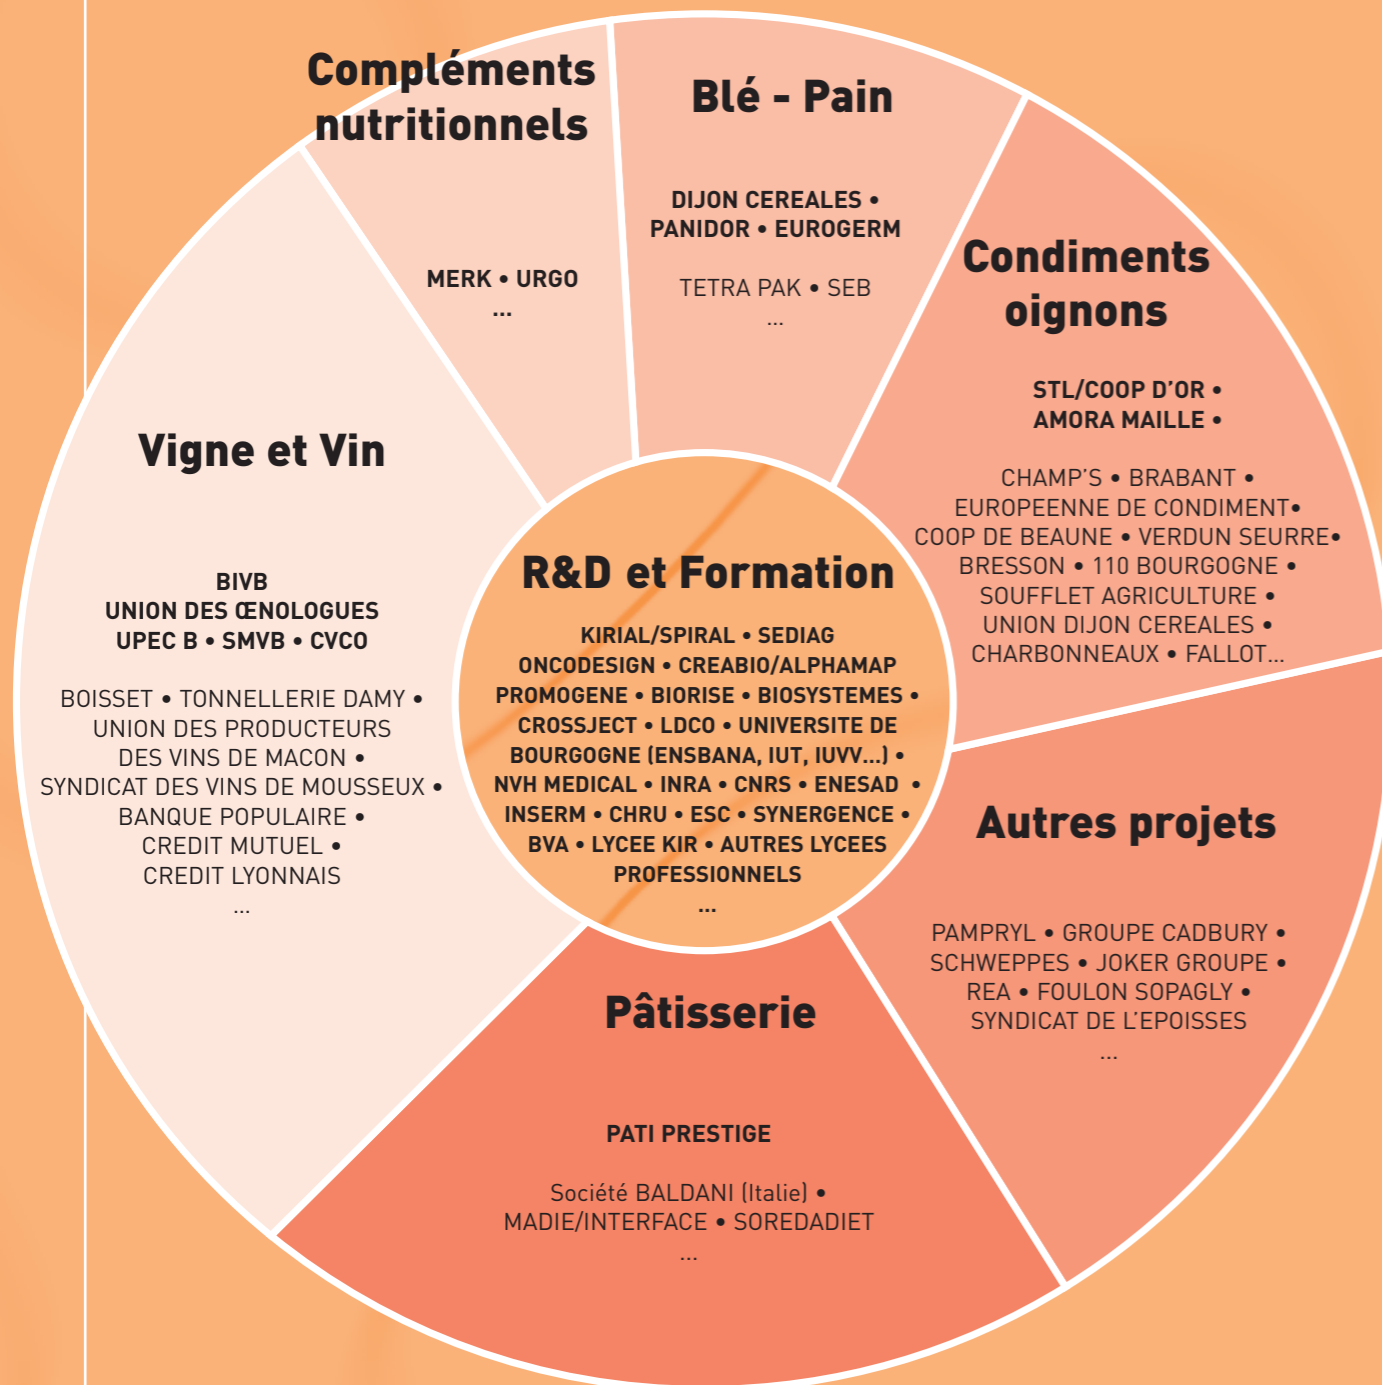 Compléments
nutritionnels
MERK • URGO
...
Blé - Pain
DIJON CEREALES •
PANIDOR • EUROGERM
TETRA PAK • SEB
...
Condiments
oignons
STL/COOP D’OR •
AMORA MAILLE •
CHAMP’S • BRABANT •
EUROPEENNE DE CONDIMENT•
COOP DE BEAUNE • VERDUN SEURRE•
BRESSON • 110 BOURGOGNE •
SOUFFLET AGRICULTURE •
UNION DIJON CEREALES •
CHARBONNEAUX • FALLOT...
Vigne et Vin
BIVB
UNION DES ŒNOLOGUES
UPEC B • SMVB • CVCO
BOISSET • TONNELLERIE DAMY •
UNION DES PRODUCTEURS
DES VINS DE MACON •
SYNDICAT DES VINS DE MOUSSEUX •
BANQUE POPULAIRE •
CREDIT MUTUEL •
CREDIT LYONNAIS
...
R&D et Formation
KIRIAL/SPIRAL • SEDIAG
ONCODESIGN • CREABIO/ALPHAMAP
PROMOGENE • BIORISE • BIOSYSTEMES •
CROSSJECT • LDCO • UNIVERSITE DE
BOURGOGNE (ENSBANA, IUT, IUVV...) •
NVH MEDICAL • INRA • CNRS • ENESAD •
INSERM • CHRU • ESC • SYNERGENCE •
BVA • LYCEE KIR • AUTRES LYCEES
PROFESSIONNELS
...
Autres projets
PAMPRYL • GROUPE CADBURY •
SCHWEPPES • JOKER GROUPE •
REA • FOULON SOPAGLY •
SYNDICAT DE L’EPOISSES
...
Pâtisserie
PATI PRESTIGE
Société BALDANI (Italie) •
MADIE/INTERFACE • SOREDADIET
...